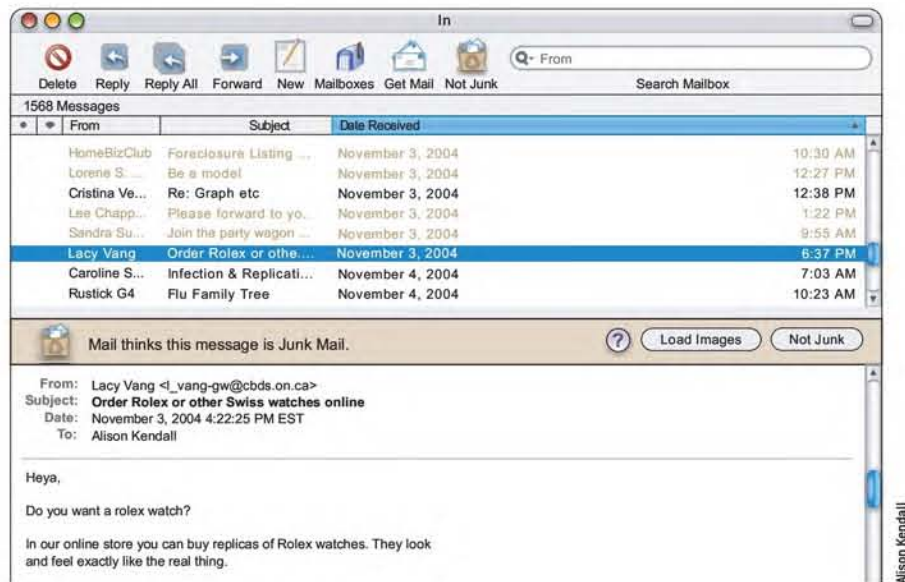 In
Delete Reply Reply All Forward New Mailboxes Get Mail Not Junk
Q- From
Search Mailbox
1568 Messages
From Subject Date Received
HomeBizClub Foreclosure Listing ... November 3, 2004 10:30 AM
Lorene S. ... Be a model November 3, 2004 12:27 PM
Cristina Ve... Re: Graph etc November 3, 2004 12:38 PM
Lee Chapp... Please forward to yo... November 3, 2004 1:22 PM
Sandra Su... Join the party wagon ... November 3, 2004 9:55 AM
Lacy Vang Order Rolex or othe.... November 3, 2004 6:37 PM
Caroline S... Infection & Replicati... November 4, 2004 7:03 AM
Rustick G4 Flu Family Tree November 4, 2004 10:23 AM
Mail thinks this message is Junk Mail. ? Load Images Not Junk
From: Lacy Vang <l_vang-gw@cbds.on.ca>
Subject: Order Rolex or other Swiss watches online
Date: November 3, 2004 4:22:25 PM EST
To: Alison Kendall
Heya,
Do you want a rolex watch?
In our online store you can buy replicas of Rolex watches. They look
and feel exactly like the real thing.
Alison Kendall